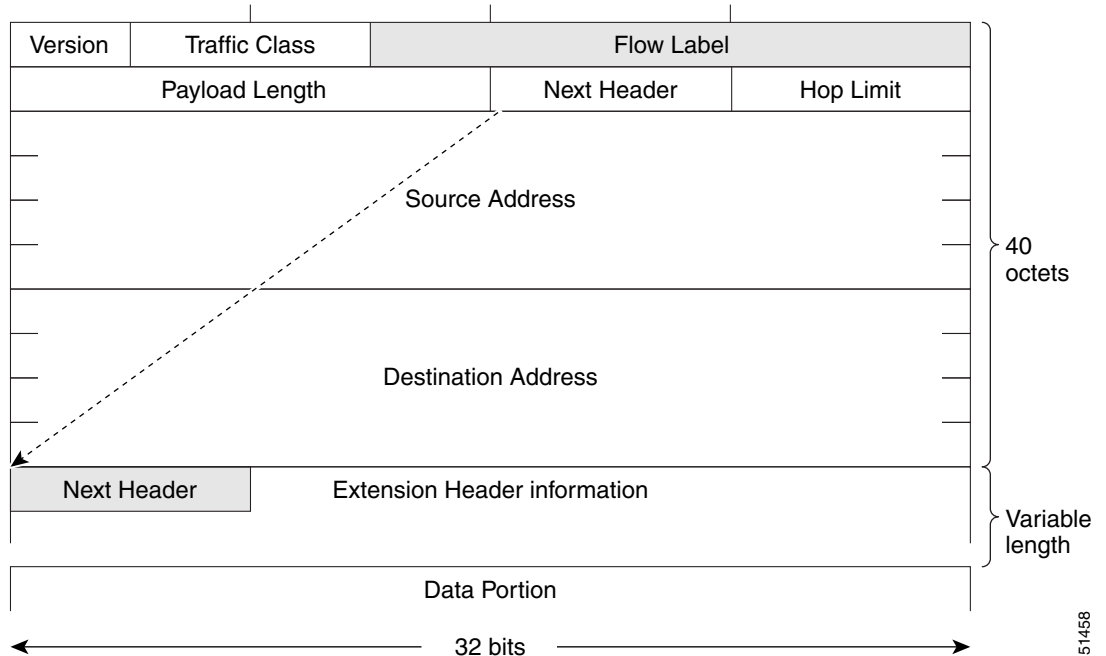 Version Traffic Class Flow Label
Payload Length Next Header Hop Limit
Source Address
40
octets
Destination Address
Next Header Extension Header information
Variable
length
Data Portion
32 bits
51458